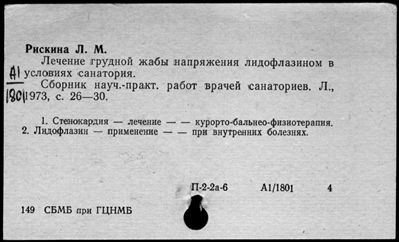 Рискина Л. М.
Лечение грудной жабы напряжения лидофлазином в
А1 условиях санатория.
Сборник науч.-практ. работ врачей санаториев. Л.,
1801 1973, с. 26—30.
1. Стенокардия — лечение — — курорто-бальнео-физиотерапия.
2. Лидофлазин — применение — — при внутренних болезнях.
П-2-2а-6 А1/1801 4
149 СБМБ при ГЦНМБ